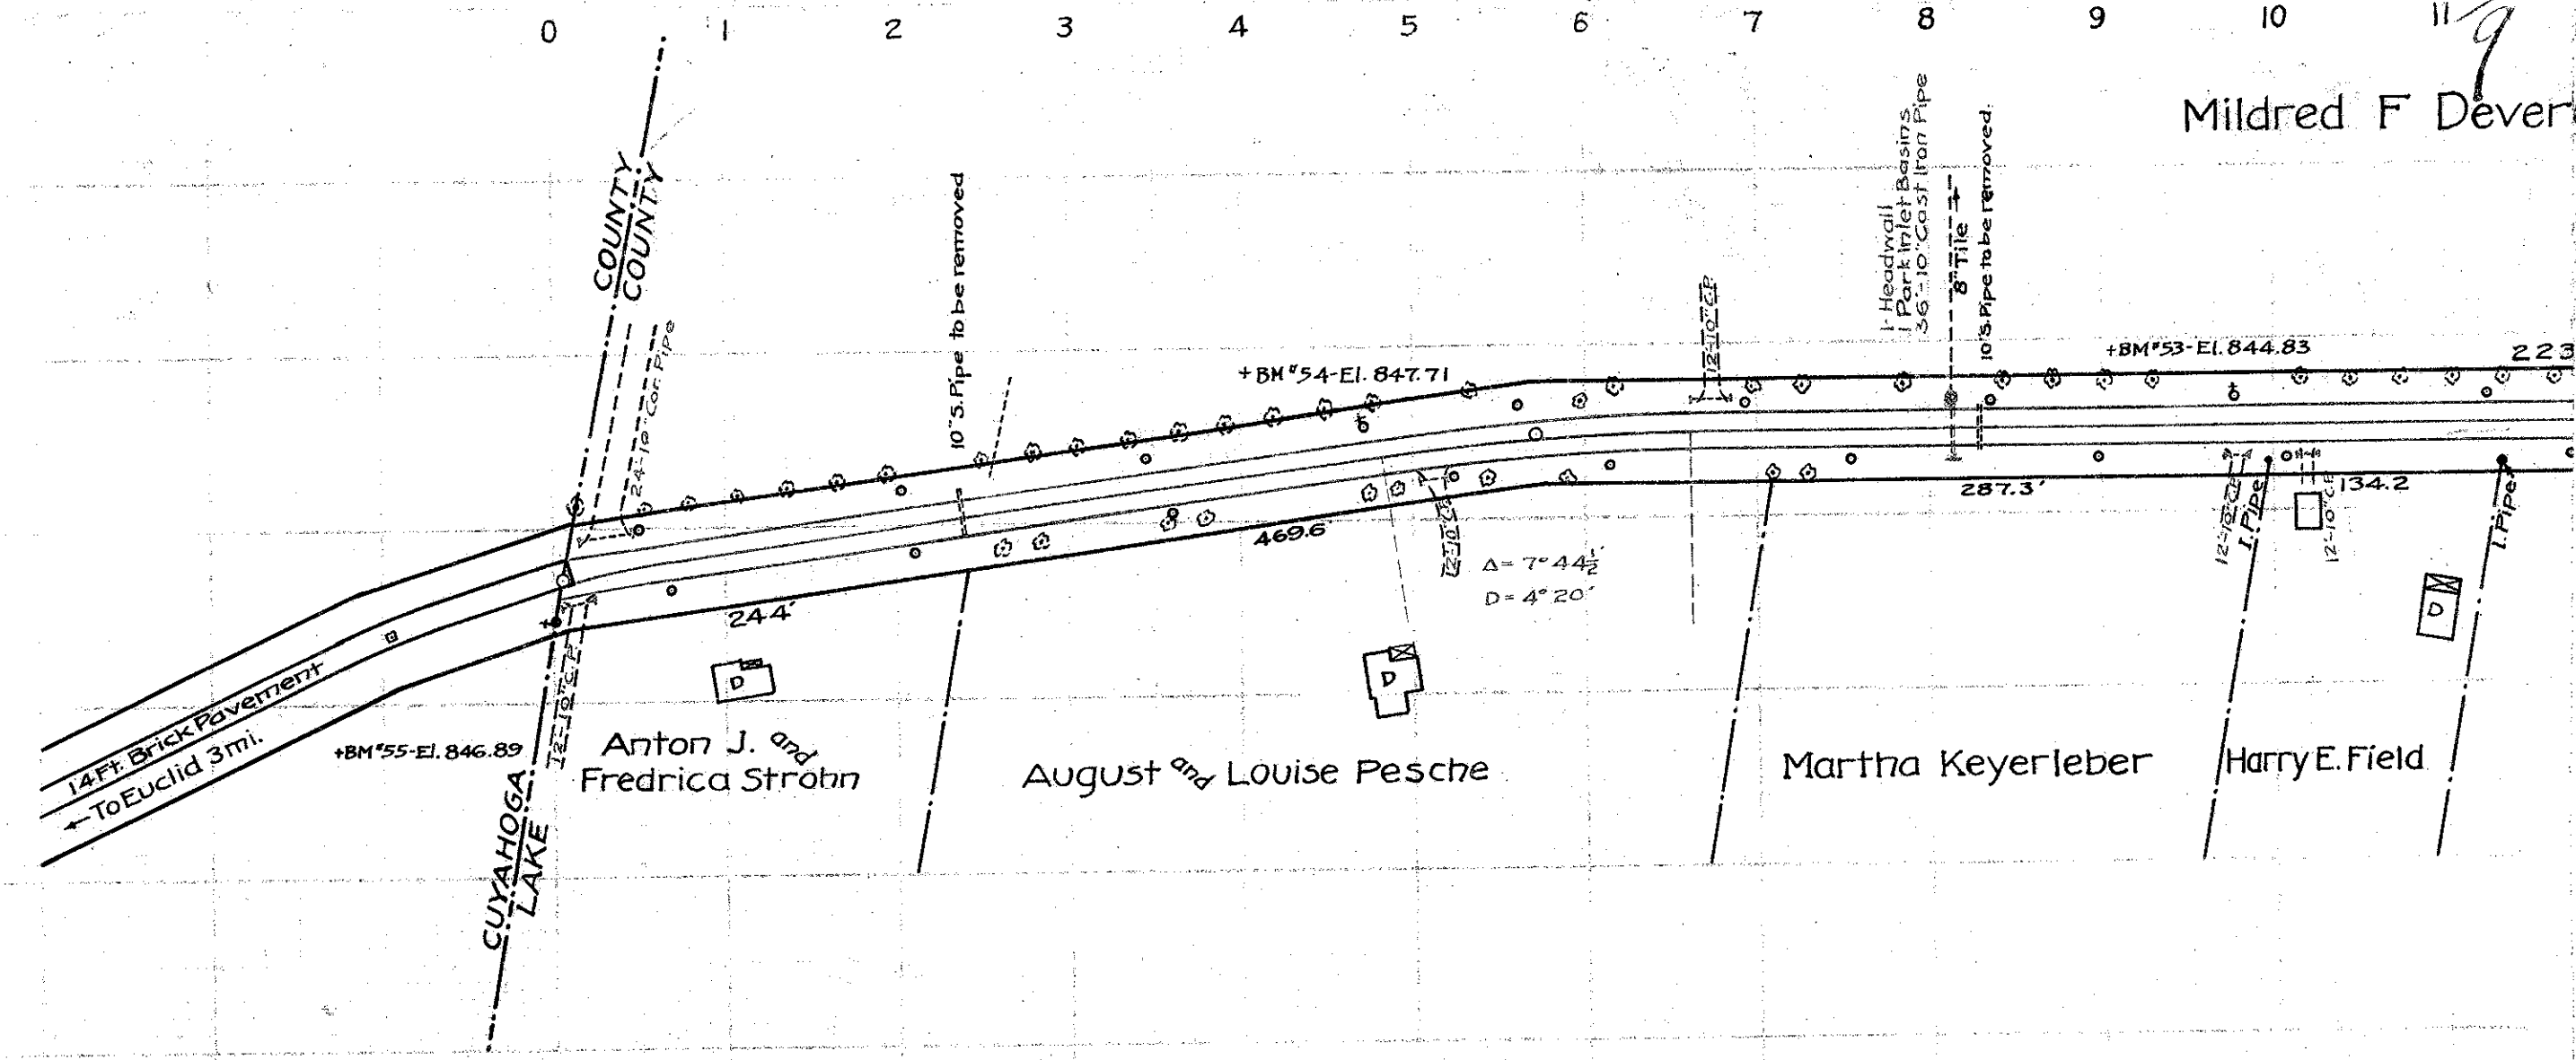 0 1 2 3 4 5 6 7 8 9 10 11
9
Mildred F Dever
COUNTY
COUNTY
24-10" Cor. Pipe
10" S. Pipe to be removed
+BM #54-El. 847.71
12-10" C.P.
1-Headwall
1 Park Inlet Basins
36'-10" Cast Iron Pipe
8" Tile →
10" S. Pipe to be removed.
+BM #53-El. 844.83
223
14 Ft. Brick Pavement
← To Euclid 3 mi.
+BM #55-El. 846.89
CUYAHOGA
LAKE
12-10" C.P.
244'
D
Anton J. and
Fredrica Strohn
469.6
12-10" C.P.
Δ= 7° 44½'
D= 4° 20'
D
August and Louise Pesche
287.3'
Martha Keyerleber
12-10" C.P.
I. Pipe
12-10" C.P.
134.2
I. Pipe
D
Harry E. Field